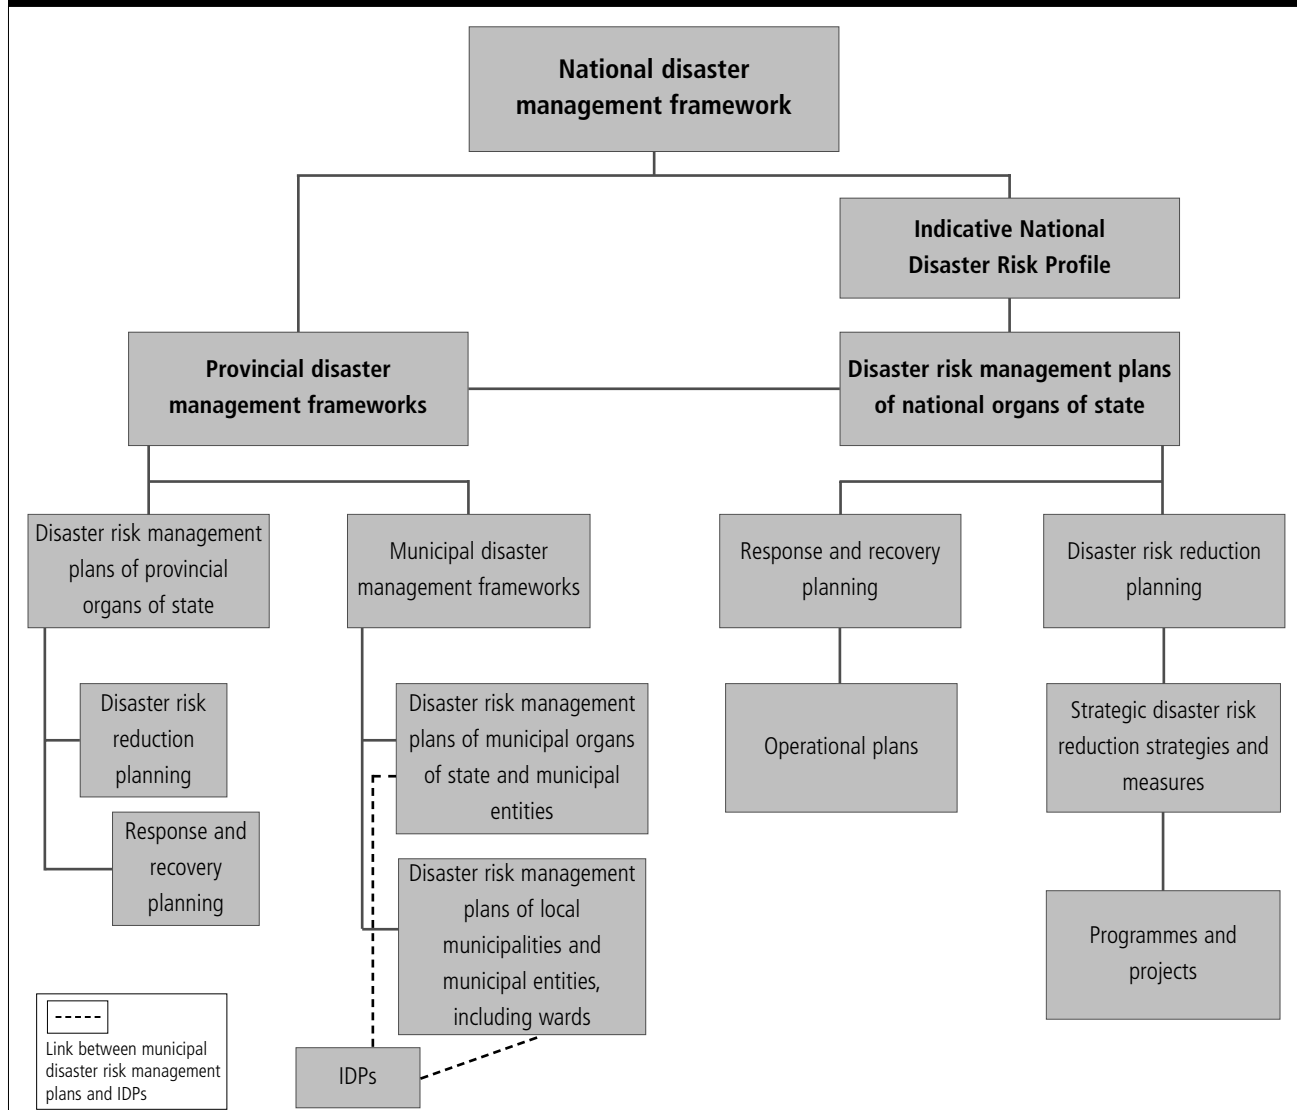 National disaster
management framework
Indicative National
Disaster Risk Profile
Provincial disaster
management frameworks
Disaster risk management plans
of national organs of state
Disaster risk management
plans of provincial
organs of state
Municipal disaster
management frameworks
Response and recovery
planning
Disaster risk reduction
planning
Disaster risk
reduction
planning
Disaster risk management
plans of municipal organs
of state and municipal
entities
Operational plans
Strategic disaster risk
reduction strategies and
measures
Response and
recovery
planning
Disaster risk management
plans of local
municipalities and
municipal entities,
including wards
Programmes and
projects
Link between municipal
disaster risk management
plans and IDPs
IDPs